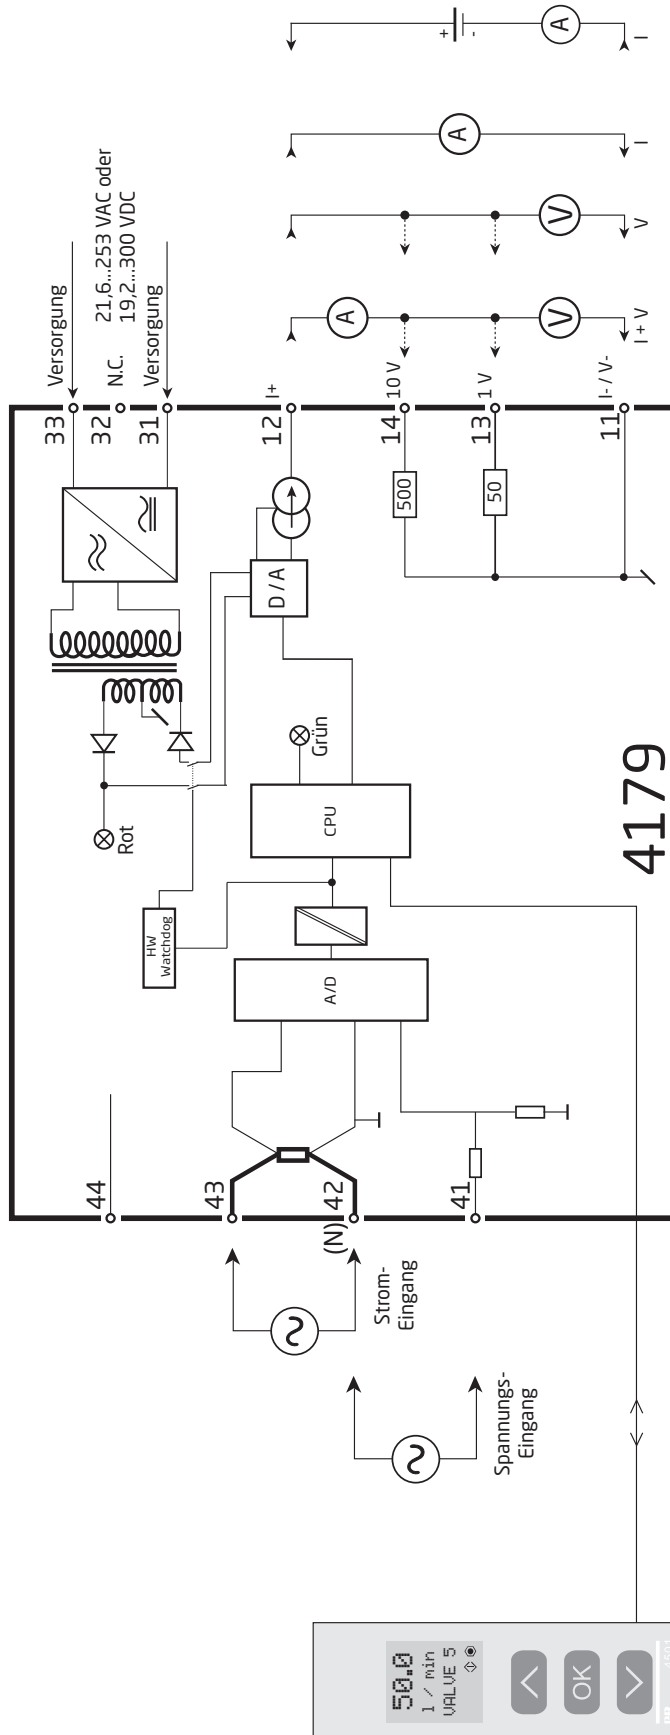 33
Versorgung
32
N.C.
21,6...253 VAC oder
19,2...300 VDC
31
Versorgung
12
I+
14
10 V
13
1 V
11
I- / V-
I + V
V
I
I
A
V
V
A
A
+
-
500
50
D / A
Rot
Grün
HW
Watchdog
CPU
A/D
4179
44
43
42
(N)
41
Strom-
Eingang
Spannungs-
Eingang
50.0
l / min
VALVE 5
OK
4501